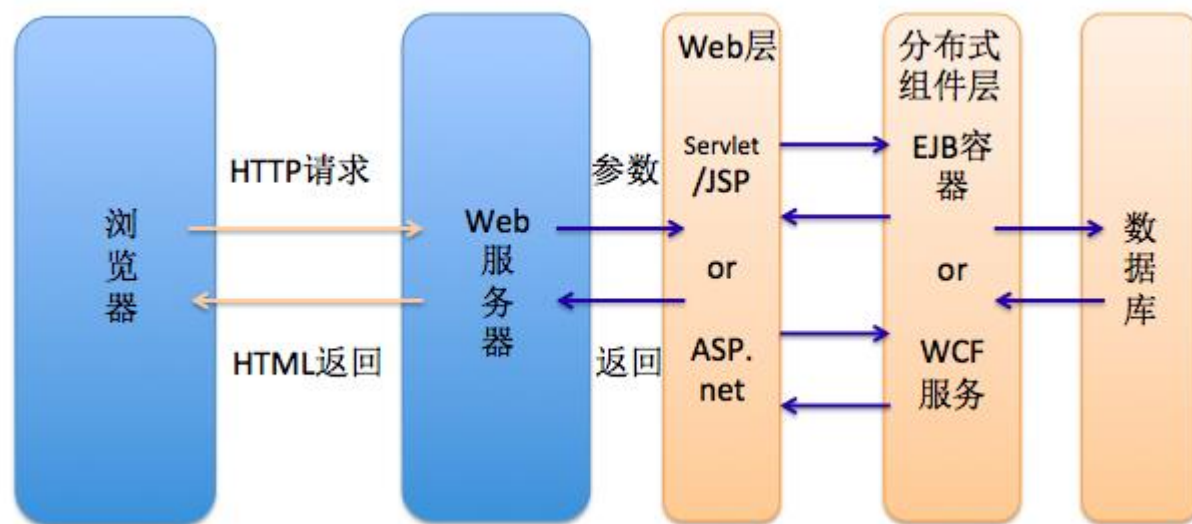 浏览器
HTTP请求
HTML返回
Web
服务器
参数
返回
Web层
Servlet
/JSP
or
ASP.
net
分布式
组件层
EJB容
器
or
WCF
服务
数据库